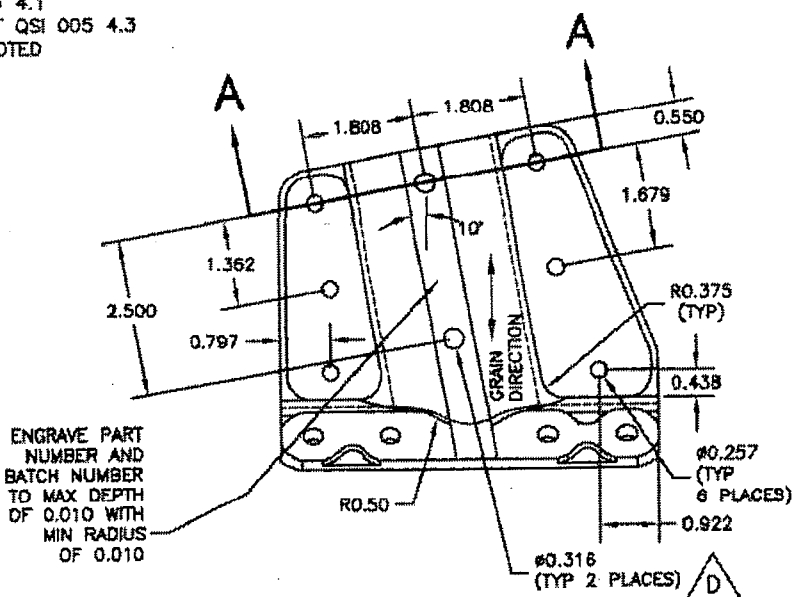 4.1
QSI 005 4.3
OTED
A
A
1.808
1.808
0.550
1.679
10°
1.362
2.500
0.797
GRAIN
DIRECTION
R0.375
(TYP)
0.438
ENGRAVE PART
NUMBER AND
BATCH NUMBER
TO MAX DEPTH
OF 0.010 WITH
MIN RADIUS
OF 0.010
R0.50
ø0.257
(TYP
6 PLACES)
0.922
ø0.316
(TYP 2 PLACES)
D